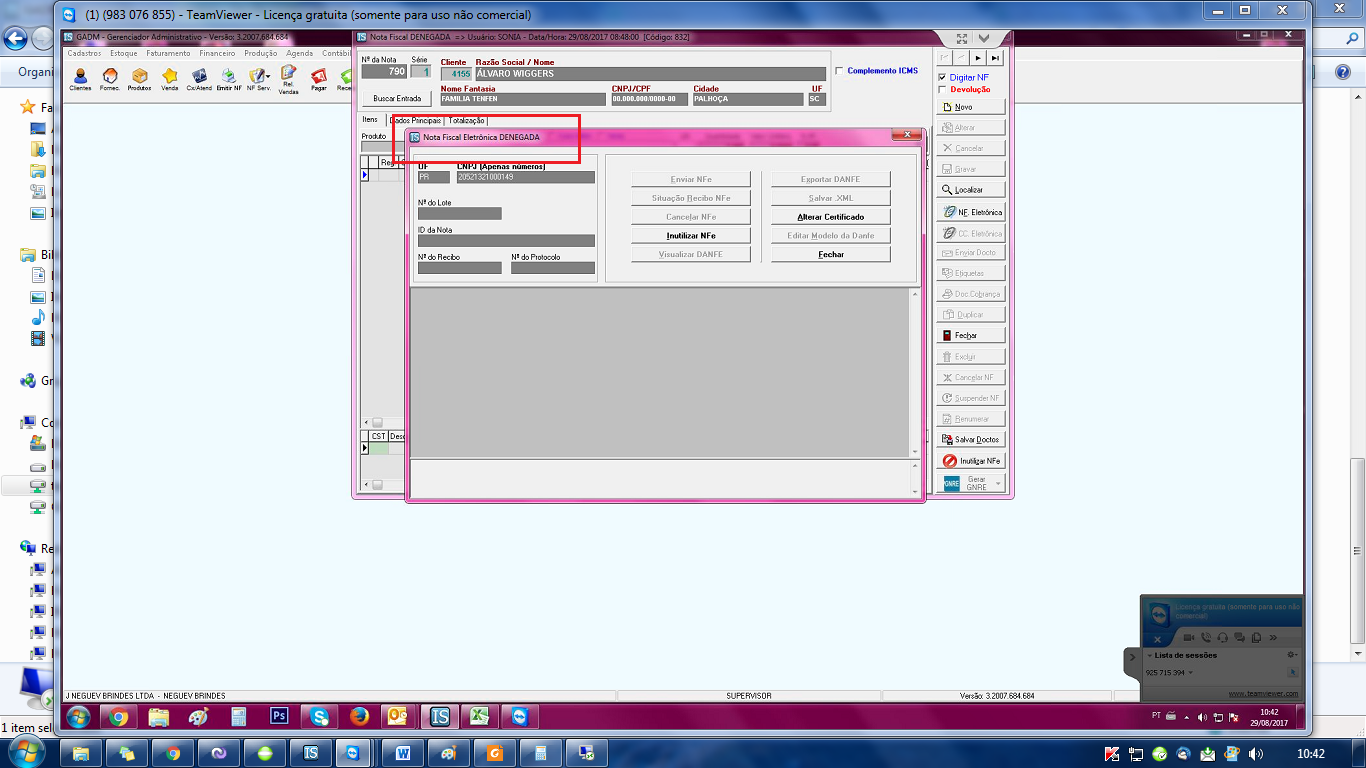 (1) (983 076 855) - TeamViewer - Licença gratuita (somente para uso não comercial)
GADM - Gerenciador Administrativo - Versão: 3.2007.684.684
Nota Fiscal DENEGADA => Usuário: SONIA - Data/Hora: 29/08/2017 08:48:00 [Código: 832]
Cadastros Estoque Faturamento Financeiro Produção Agenda Contábil
Clientes Fornec. Produtos Venda Cx/Atend Emitir NF NF Serv. Rel. Vendas Pagar
Organi
Nº da Nota Série Cliente Razão Social / Nome
790 1 4155 ÁLVARO WIGGERS
Complemento ICMS
Nome Fantasia CNPJ/CPF Cidade UF
Buscar Entrada FAMILIA TENFEN 00.000.000/0000-00 PALHOÇA SC
Itens Dados Principais Totalização
Produto
Nota Fiscal Eletrônica DENEGADA
Reg
UF CNPJ (Apenas números)
PR 20521321000149
Nº do Lote
ID da Nota
Nº do Recibo Nº do Protocolo
Enviar NFe Exportar DANFE
Situação Recibo NFe Salvar .XML
Cancelar NFe Alterar Certificado
Inutilizar NFe Editar Modelo da Danfe
Visualizar DANFE Fechar
CST Desc
Digitar NF
Devolução
Novo
Alterar
Cancelar
Gravar
Localizar
NF. Eletrônica
CC. Eletrônica
Enviar Docto
Etiquetas
Doc.Cobrança
Duplicar
Fechar
Excluir
Cancelar NF
Suspender NF
Renumerar
Salvar Doctos
Inutilizar NFe
GNRE Gerar GNRE
Fa
Bib
Gr
Co
Re
Licença gratuita (somente para uso não comercial)
Lista de sessões
925 715 394
www.teamviewer.com
J NEGUEV BRINDES LTDA - NEGUEV BRINDES SUPERVISOR Versão: 3.2007.684.684
PT
10:42
29/08/2017
1 item sel
10:42